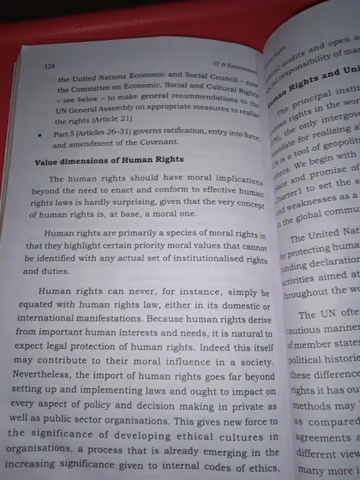 128
IT & Environment
the United Nations Economic and Social Council – now
the Committee on Economic, Social and Cultural Rights
– see below – to make general recommendations to the
UN General Assembly on appropriate measures to realise
the rights (Article 21)
• Part 5 (Articles 26–31) governs ratification, entry into force,
and amendment of the Covenant.
Value dimensions of Human Rights
The human rights should have moral implications
beyond the need to enact and conform to effective human
rights laws is hardly surprising, given that the very concept
of human rights is, at base, a moral one.
Human rights are primarily a species of moral rights in
that they highlight certain priority moral values that cannot
be identified with any actual set of institutionalised rights
and duties.
Human rights can never, for instance, simply be
equated with human rights law, either in its domestic or
international manifestations. Because human rights derive
from important human interests and needs, it is natural to
expect legal protection of human rights. Indeed this itself
may contribute to their moral influence in a society.
Nevertheless, the import of human rights goes far beyond
setting up and implementing laws and ought to impact on
every aspect of policy and decision making in private as
well as public sector organisations. This gives new force to
the significance of developing ethical cultures in
organisations, a process that is already emerging in the
increasing significance given to internal codes of ethics,
audits and open
responsibility of
Rights and Uni
The principal instit
rights in the wor
the only intergove
for realizing
is a tool of geopolit
We begin with
and promise of
Charter1 to set the s
weaknesses as a
the global commu
The United Nat
protecting huma
declaration
activities aimed at
throughout the wo
The UN ofte
cautious manner
of member states
political historie
these difference
rights it has ou
methods may
as compared
agreements a
different view
many more i